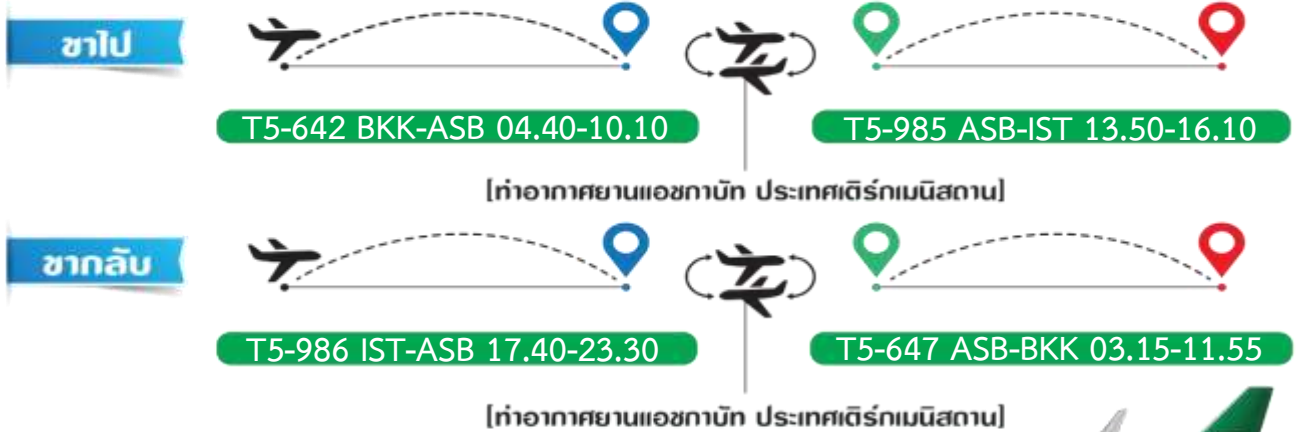 ขาไป
T5-642 BKK-ASB 04.40-10.10
T5-985 ASB-IST 13.50-16.10
[ท่าอากาศยานแอชกาบัท ประเทศเติร์กเมนิสถาน]
ขากลับ
T5-986 IST-ASB 17.40-23.30
T5-647 ASB-BKK 03.15-11.55
[ท่าอากาศยานแอชกาบัท ประเทศเติร์กเมนิสถาน]